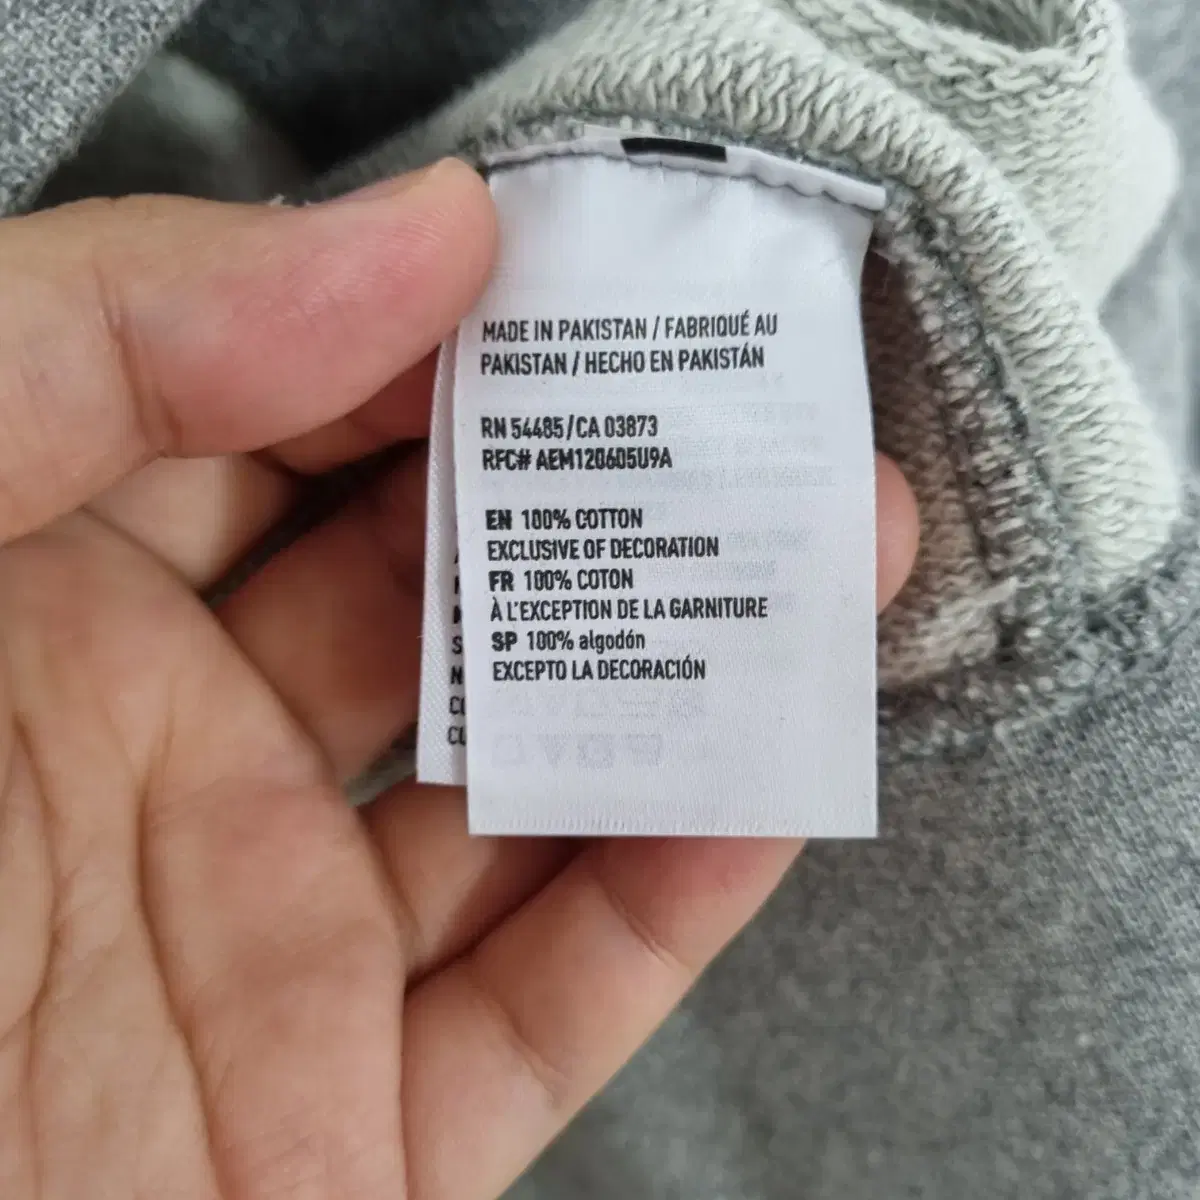 MADE IN PAKISTAN / FABRIQUÉ AU
PAKISTAN / HECHO EN PAKISTÁN
RN 54485/CA 03873
RFC# AEM120605U9A
EN 100% COTTON
EXCLUSIVE OF DECORATION
FR 100% COTON
À L'EXCEPTION DE LA GARNITURE
SP 100% algodón
EXCEPTO LA DECORACIÓN